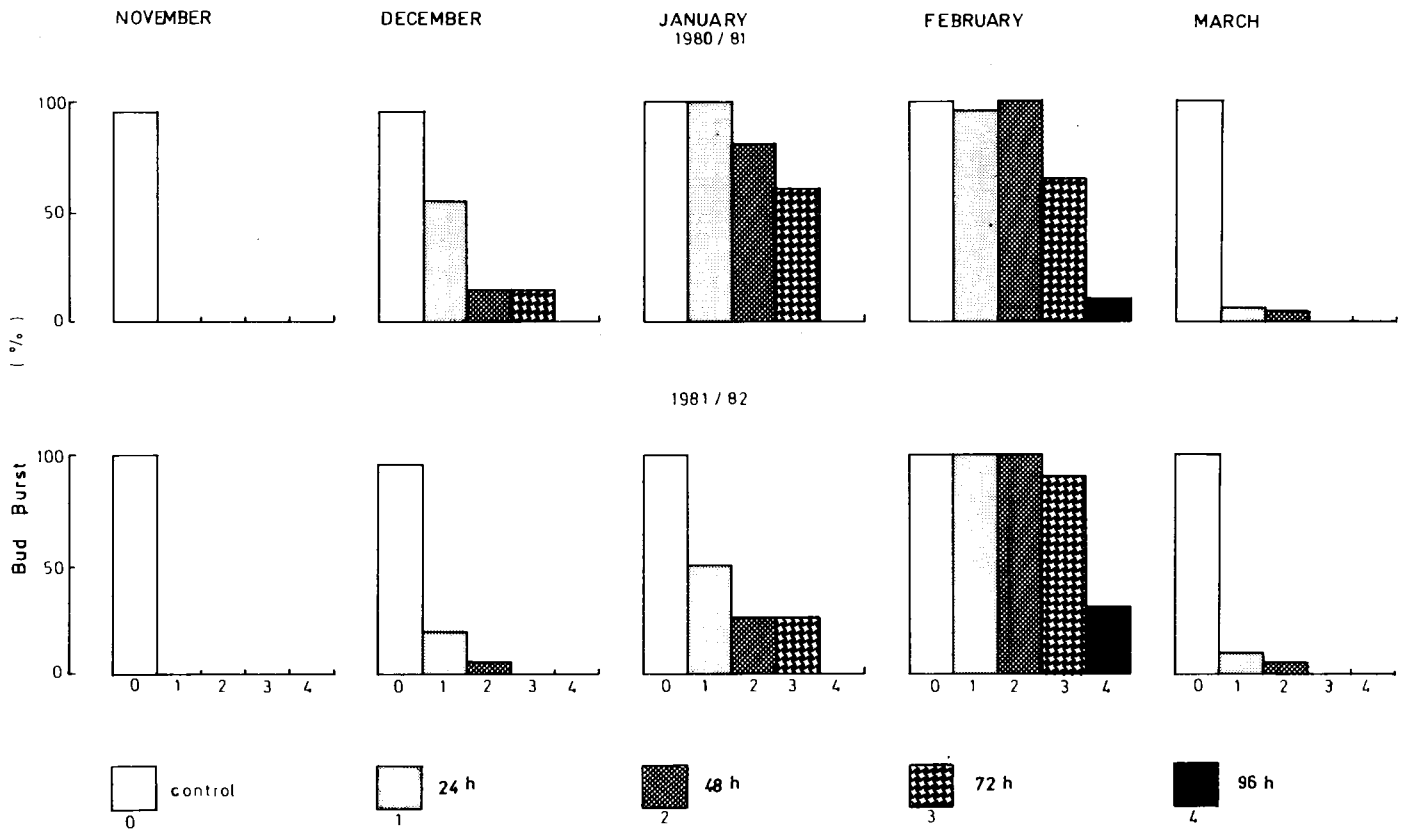 NOVEMBER DECEMBER JANUARY FEBRUARY MARCH
1980 / 81
100
50
0
( % )
1981 / 82
Bud Burst
100
50
0
0 1 2 3 4 0 1 2 3 4 0 1 2 3 4 0 1 2 3 4 0 1 2 3 4
control 24 h 48 h 72 h 96 h
0 1 2 3 4